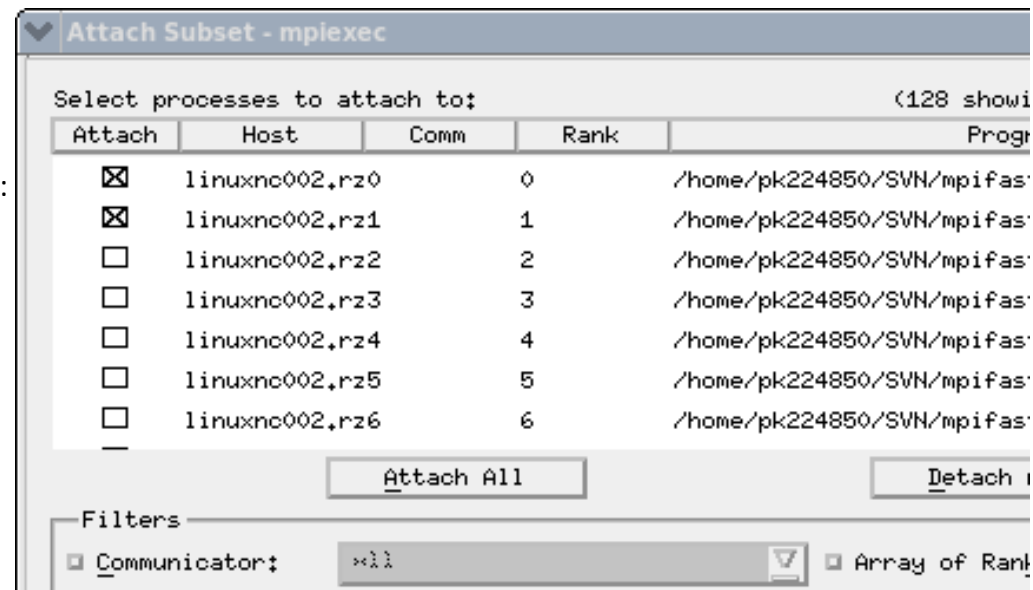 Attach Subset - mpiexec
Select processes to attach to: (128 showi
Attach Host Comm Rank Progr
:
linuxnc002.rz0 0 /home/pk224850/SVN/mpifas
linuxnc002.rz1 1 /home/pk224850/SVN/mpifas
linuxnc002.rz2 2 /home/pk224850/SVN/mpifas
linuxnc002.rz3 3 /home/pk224850/SVN/mpifas
linuxnc002.rz4 4 /home/pk224850/SVN/mpifas
linuxnc002.rz5 5 /home/pk224850/SVN/mpifas
linuxnc002.rz6 6 /home/pk224850/SVN/mpifas
Attach All Detach
Filters
Communicator: Array of Rank